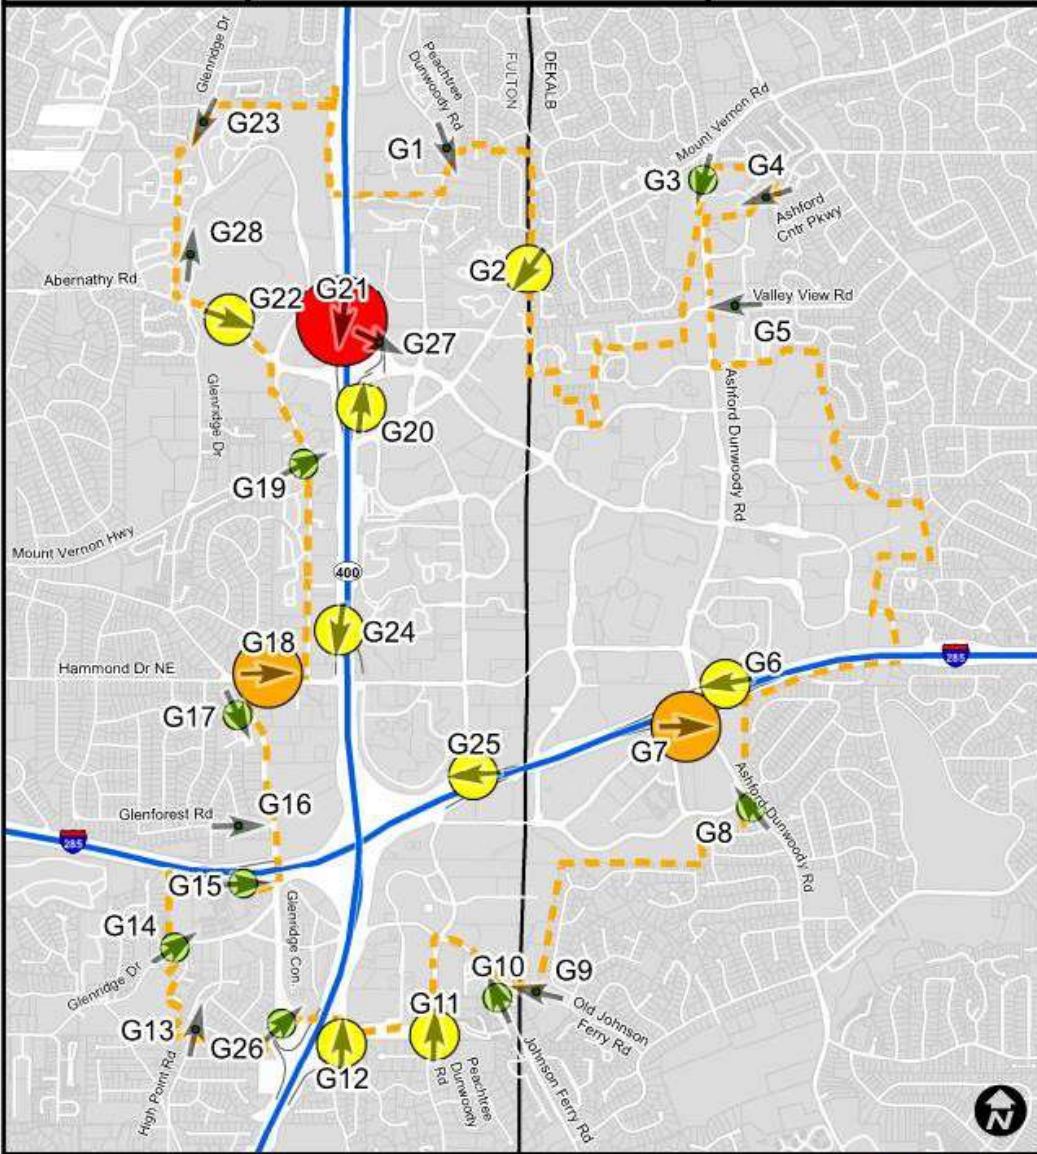 Glenridge Dr
G23
Peachtree
Dunwoody Rd
G1
FULTON
DEKALB
Mount Vernon Rd
G3
G4
Ashford
Cntr Pkwy
G28
Abernathy Rd
G22
G21
G2
Valley View Rd
G5
G27
Glenridge Dr
G20
Ashford Dunwoody Rd
G19
Mount Vernon Hwy
400
G24
G18
Hammond Dr NE
G6
285
G17
G7
G25
Glenforest Rd
G16
Ashford-Dunwoody Rd
G8
285
G15
Glenridge Con.
G14
Glenridge Dr
G10
G9
Old Johnson
Ferry Rd
G11
G13
G26
G12
High Point Rd
Peachtree
Dunwoody
Rd
Johnson Ferry Rd
N